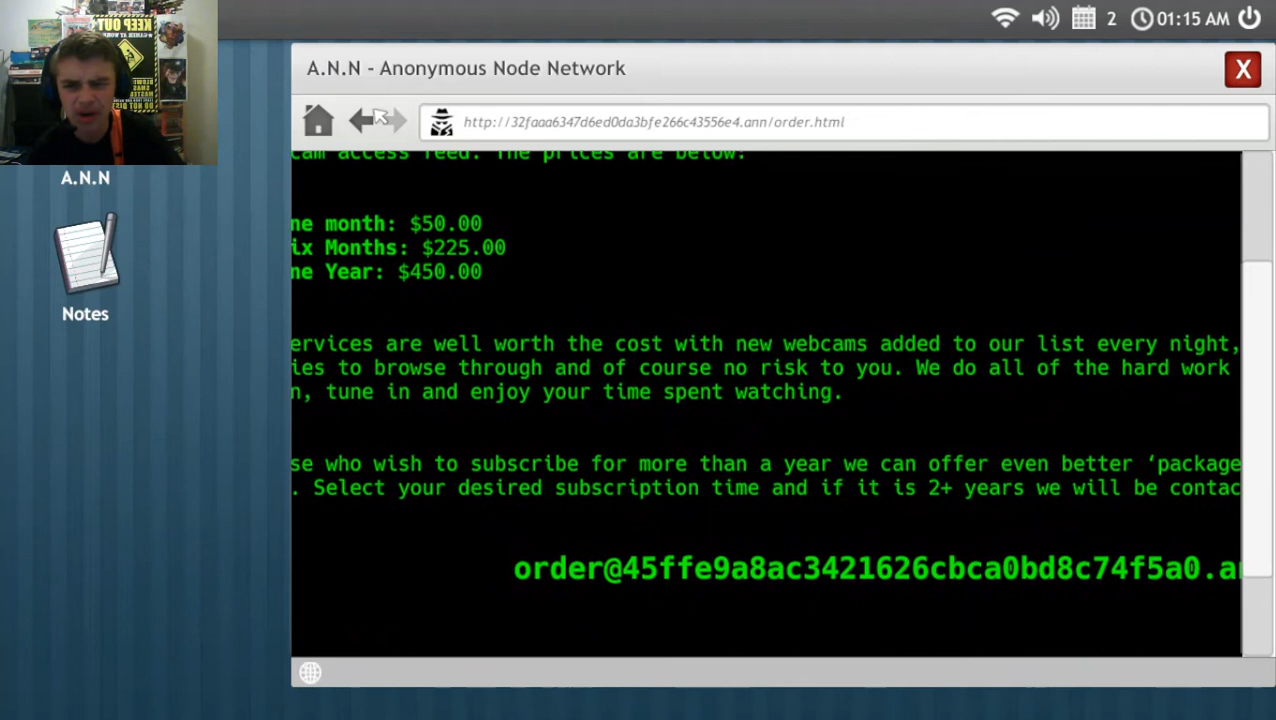 KEEP OUT
2
01:15 AM
A.N.N - Anonymous Node Network
X
http://32faaa6347d6ed0da3bfe266c43556e4.ann/order.html
A.N.N
cam access feed. The prices are below:
ne month: $50.00
ix Months: $225.00
ne Year: $450.00
Notes
ervices are well worth the cost with new webcams added to our list every night,
ies to browse through and of course no risk to you. We do all of the hard work
n, tune in and enjoy your time spent watching.
se who wish to subscribe for more than a year we can offer even better ‘package
. Select your desired subscription time and if it is 2+ years we will be contac
order@45ffe9a8ac3421626cbca0bd8c74f5a0.an